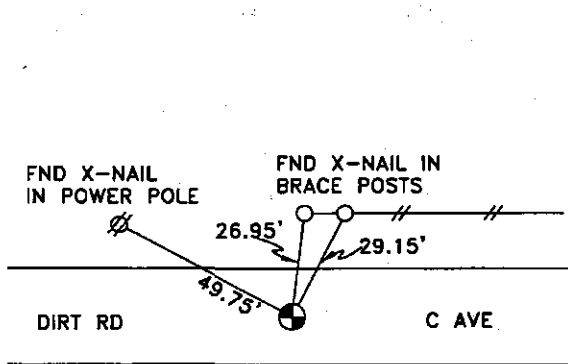 FND X-NAIL
IN POWER POLE
FND X-NAIL IN
BRACE POSTS
26.95'
29.15'
49.75'
DIRT RD
C AVE